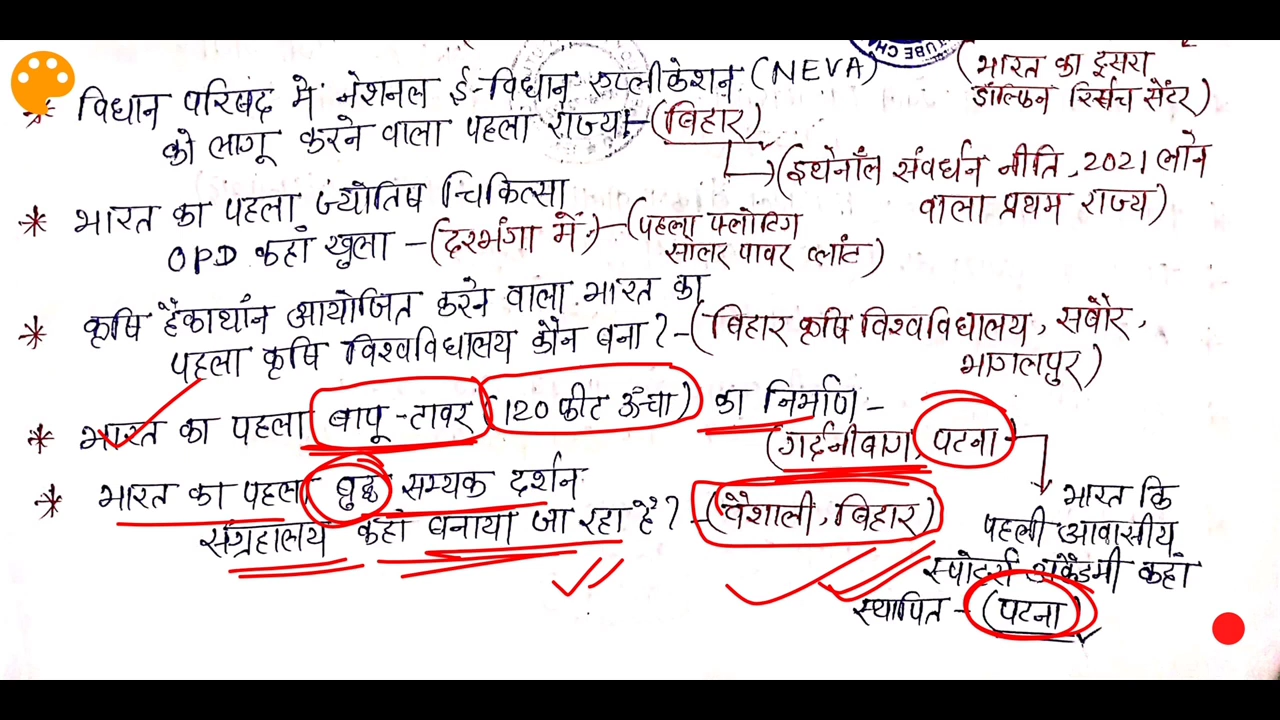 (भारत का दूसरा
डॉल्फिन रिर्सच सेंटर)
* विधान परिषद में नेशनल ई-विधान एप्लीकेशन (NEVA)
को लागू करने वाला पहला राज्य-(बिहार)
(इथेनॉल संवर्धन नीति, 2021 लाने
वाला प्रथम राज्य)
* भारत का पहला ज्योतिष चिकित्सा
OPD कहां खुला -(दरभंगा में)-(पहला फ्लोटिंग
सोलर पावर प्लांट)
* कृषि हैकाथॉन आयोजित करने वाला भारत का
पहला कृषि विश्वविद्यालय कौन बना?-(बिहार कृषि विश्वविद्यालय, सबौर,
भागलपुर)
* भारत का पहला बापू-टावर (120 फीट ऊँचा) का निर्माण -
(गर्दनीबाग, पटना)
* भारत का पहला बुद्ध सम्यक दर्शन
संग्रहालय कहां बनाया जा रहा है?-(वैशाली, बिहार)
भारत कि
पहली आवासीय
स्पोर्ट्स अकैडमी कहां
स्थापित - (पटना)